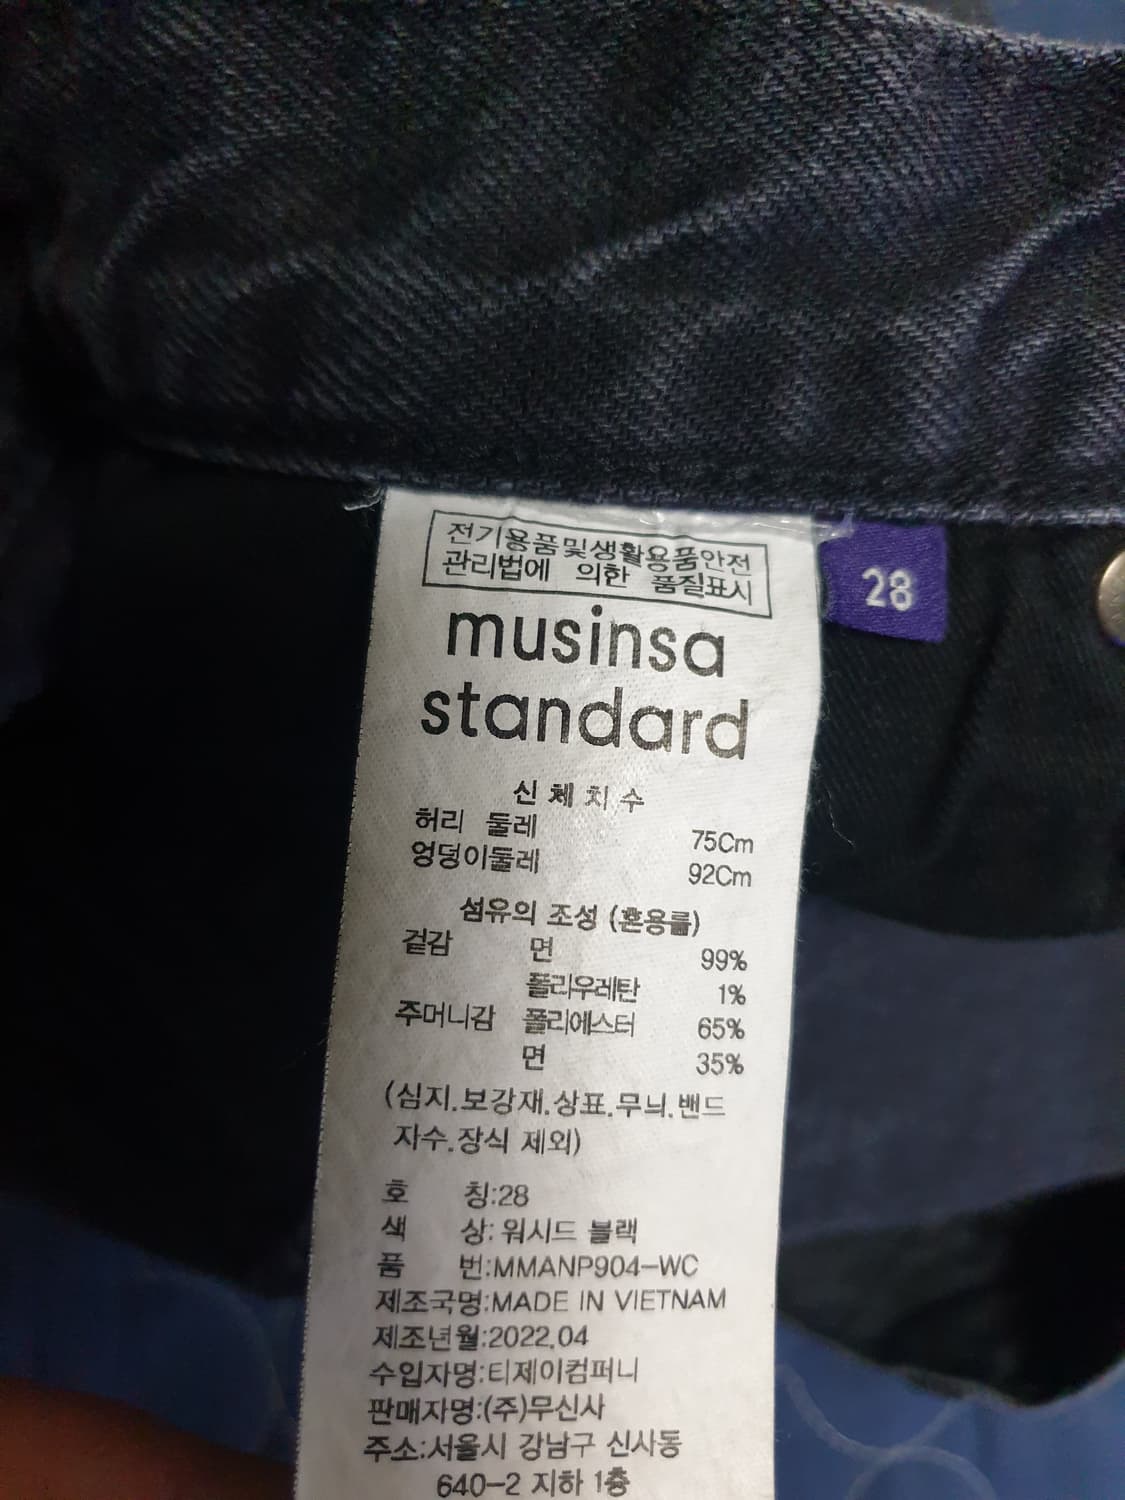 전기용품및생활용품안전
관리법에 의한 품질표시
28
musinsa
standard
신체치수
허리 둘레 75Cm
엉덩이둘레 92Cm
섬유의 조성 (혼용률)
겉감 면 99%
폴리우레탄 1%
주머니감 폴리에스터 65%
면 35%
(심지.보강재.상표.무늬.밴드
자수.장식 제외)
호 칭:28
색 상: 워시드 블랙
품 번:MMANP904-WC
제조국명:MADE IN VIETNAM
제조년월:2022.04
수입자명:티제이컴퍼니
판매자명:(주)무신사
주소:서울시 강남구 신사동
640-2 지하 1층